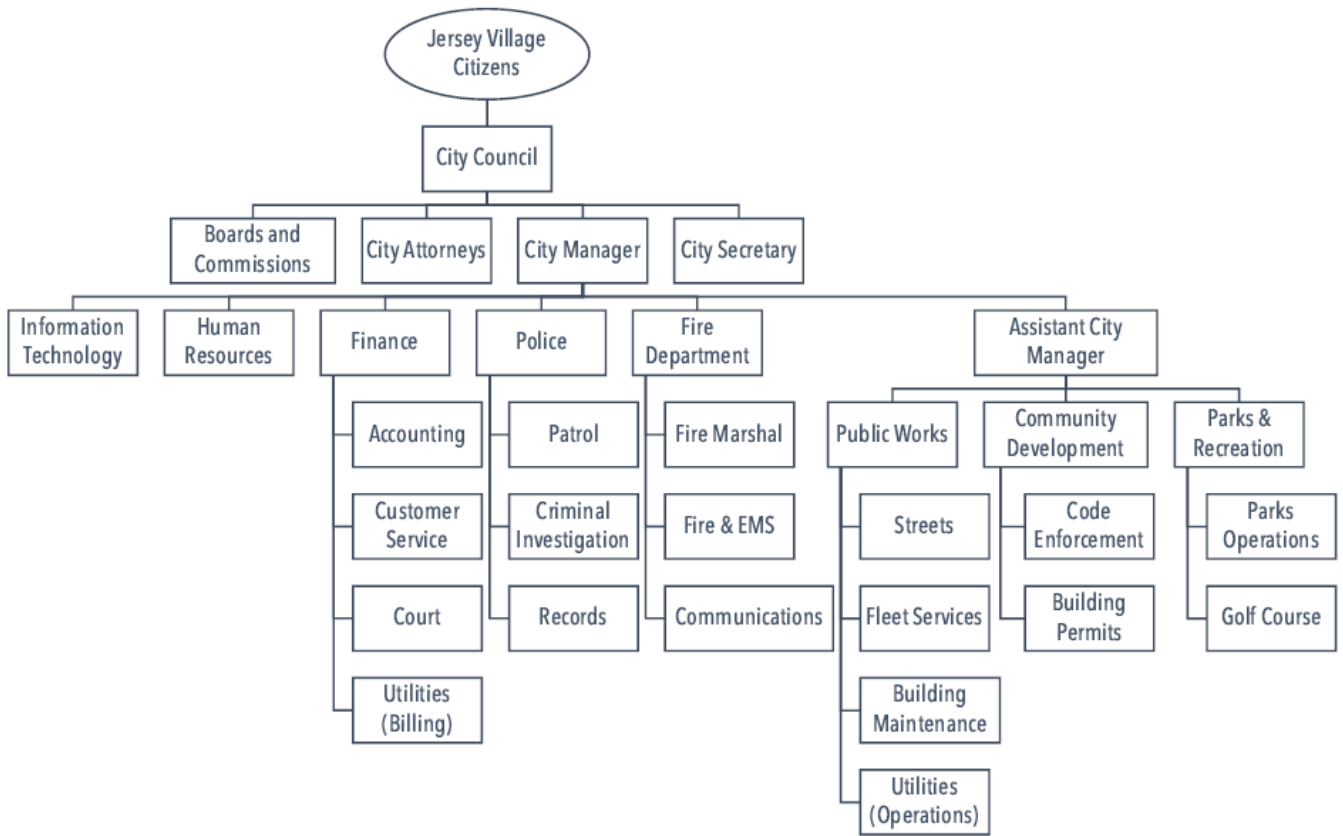 Jersey Village
Citizens
City Council
Boards and
Commissions
City Attorneys
City Manager
City Secretary
Information
Technology
Human
Resources
Finance
Police
Fire
Department
Assistant City
Manager
Accounting
Patrol
Fire Marshal
Public Works
Community
Development
Parks &
Recreation
Customer
Service
Criminal
Investigation
Fire & EMS
Streets
Code
Enforcement
Parks
Operations
Court
Records
Communications
Fleet Services
Building
Permits
Golf Course
Utilities
(Billing)
Building
Maintenance
Utilities
(Operations)